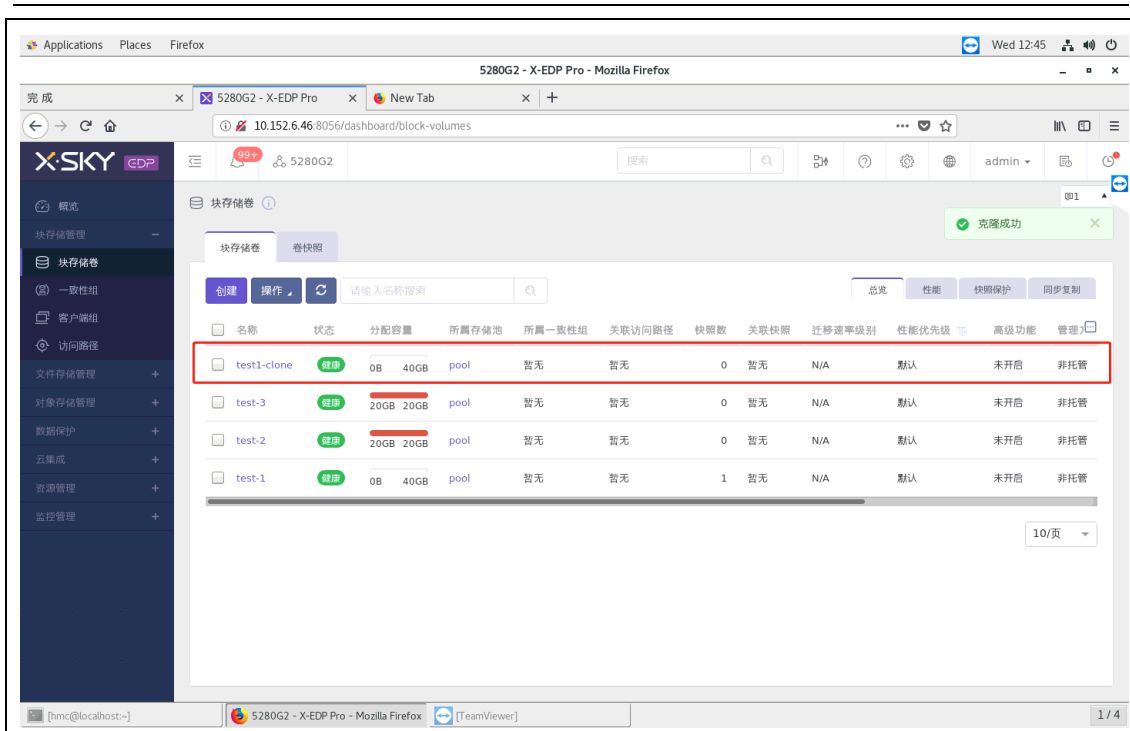 Applications Places Firefox Wed 12:45
5280G2 - X-EDP Pro - Mozilla Firefox
完成 5280G2 - X-EDP Pro New Tab
10.152.6.46:8056/dashboard/block-volumes
X-SKY EDP 99+ 5280G2 搜索 admin
概览
块存储管理
块存储卷
一致性组
客户端组
访问路径
文件存储管理
对象存储管理
数据保护
云集成
资源管理
监控管理
块存储卷 1
克隆成功
块存储卷 卷快照
创建 操作 请输入名称搜索 总览 性能 快照保护 同步复制
名称 状态 分配容量 所属存储池 所属一致性组 关联访问路径 快照数 关联快照 迁移速率级别 性能优先级 高级功能 管理
test1-clone 健康 0B 40GB pool 暂无 暂无 0 暂无 N/A 默认 未开启 非托管
test-3 健康 20GB 20GB pool 暂无 暂无 0 暂无 N/A 默认 未开启 非托管
test-2 健康 20GB 20GB pool 暂无 暂无 0 暂无 N/A 默认 未开启 非托管
test-1 健康 0B 40GB pool 暂无 暂无 1 暂无 N/A 默认 未开启 非托管
10/页
[hmc@localhost:~] 5280G2 - X-EDP Pro - Mozilla Firefox [TeamViewer] 1 / 4